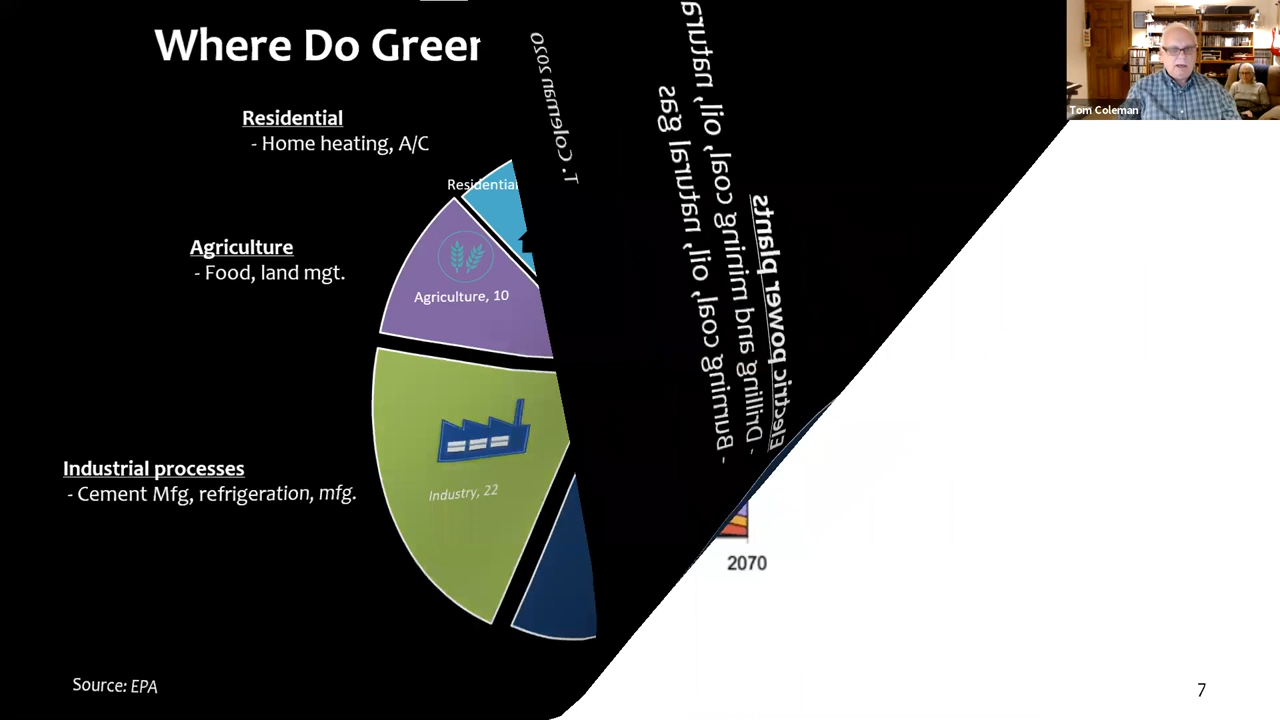 Where Do Green
Residential
- Home heating, A/C
Residential
Agriculture
- Food, land mgt.
Agriculture, 10
Industry, 22
Industrial processes
- Cement Mfg, refrigeration, mfg.
Source: EPA
T. Coleman 2020
Electric power plants
- Drilling and mining coal, oil, natura
- Burning coal, oil, natural gas
2070
7
Tom Coleman